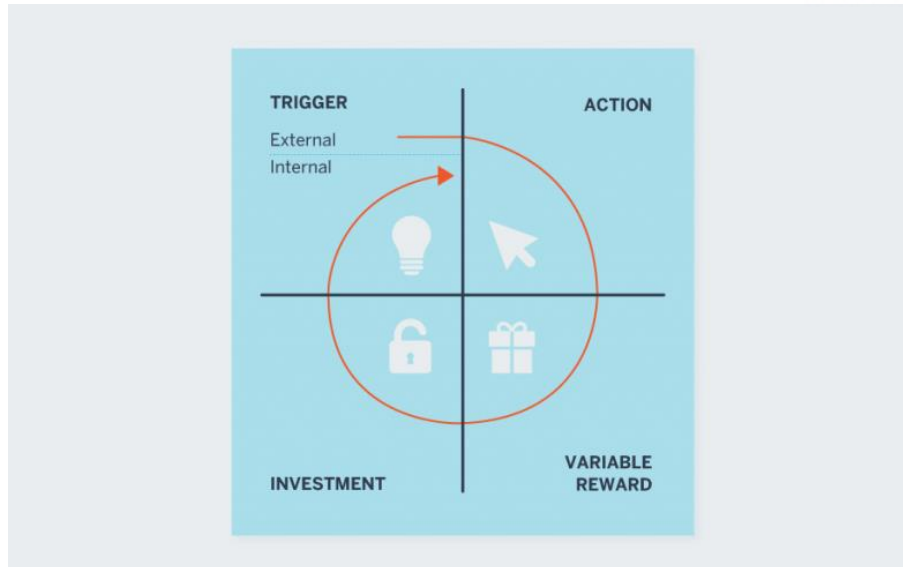 TRIGGER
External
Internal
ACTION
INVESTMENT
VARIABLE
REWARD